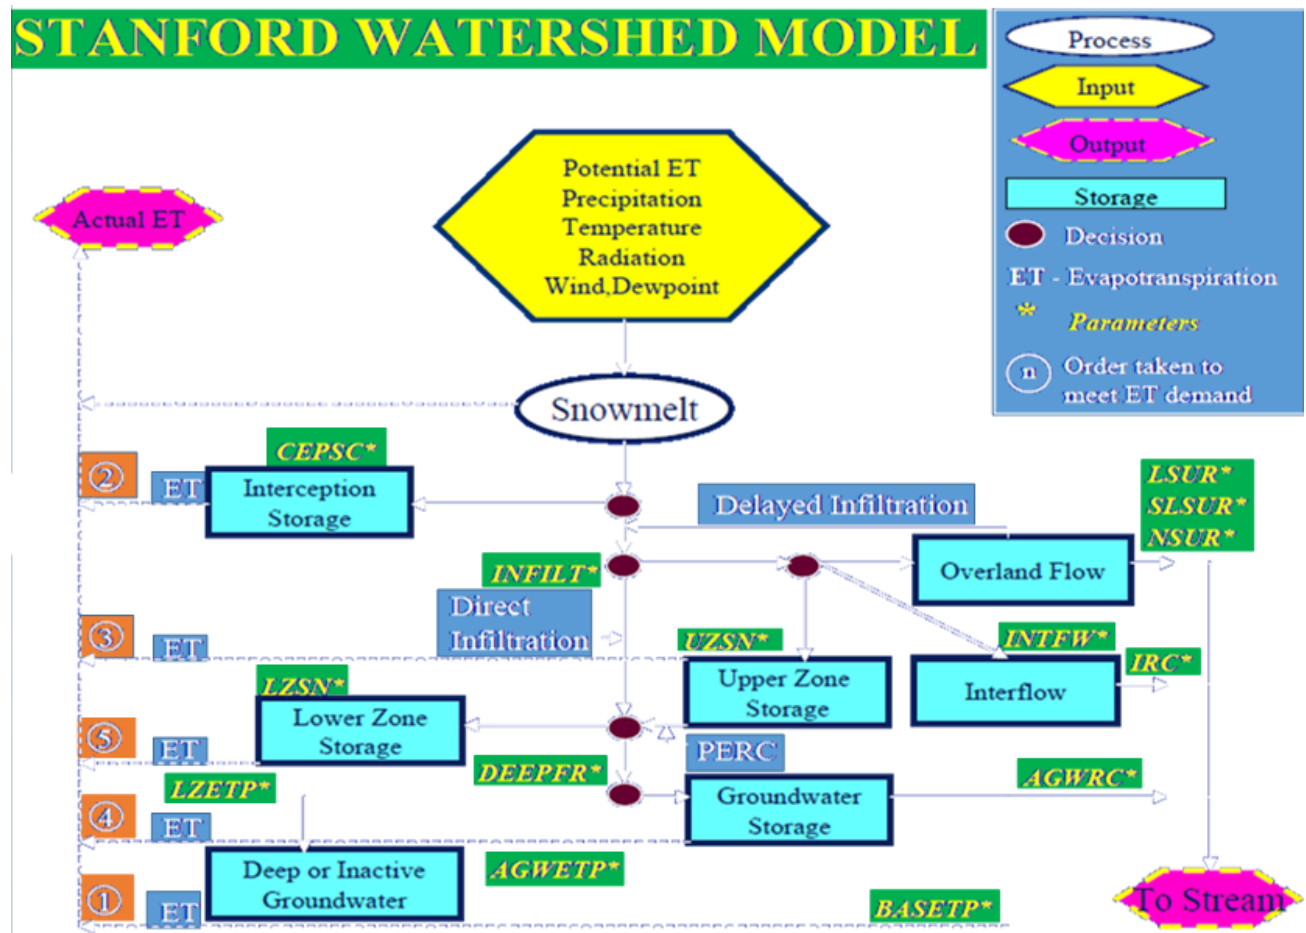 STANFORD WATERSHED MODEL
Process
Input
Output
Storage
Decision
ET - Evapotranspiration
* Parameters
n Order taken to
meet ET demand
Potential ET
Precipitation
Temperature
Radiation
Wind,Dewpoint
Actual ET
Snowmelt
CEPSC*
② ET
Interception
Storage
Delayed Infiltration
LSUR*
SLSUR*
NSUR*
INFILT*
Overland Flow
Direct
Infiltration
③ ET
UZSN*
INTFW*
IRC*
Upper Zone
Storage
Interflow
LZSN*
Lower Zone
Storage
⑤ ET
PERC
LZETP*
DEEPFR*
AGWRC*
Groundwater
Storage
④ ET
AGWETP*
Deep or Inactive
Groundwater
① ET
BASETP*
To Stream